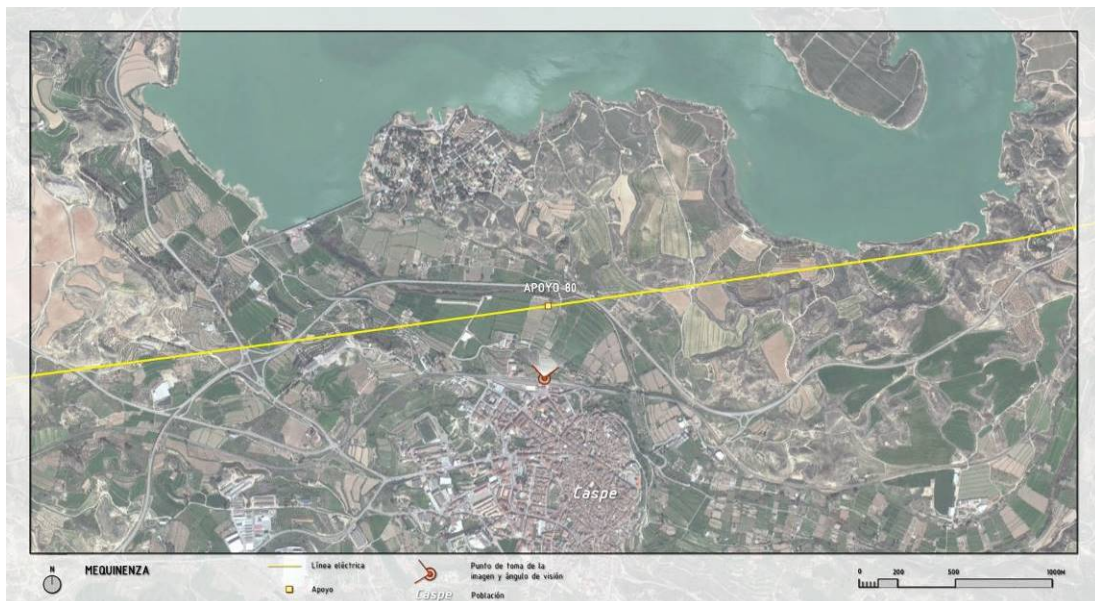 APOYO 80
Caspe
N
MEQUINENZA
Línea eléctrica
Apoyo
Punto de toma de la
imagen y ángulo de visión
Caspe
Población
0 200 500 1000M